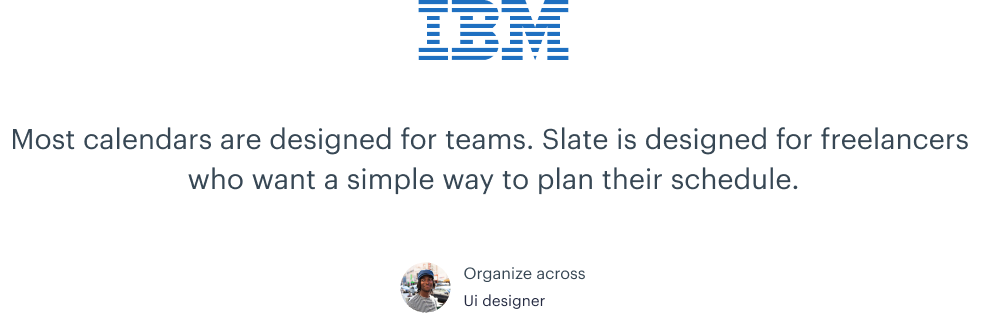 IBM
Most calendars are designed for teams. Slate is designed for freelancers
who want a simple way to plan their schedule.
Organize across
Ui designer